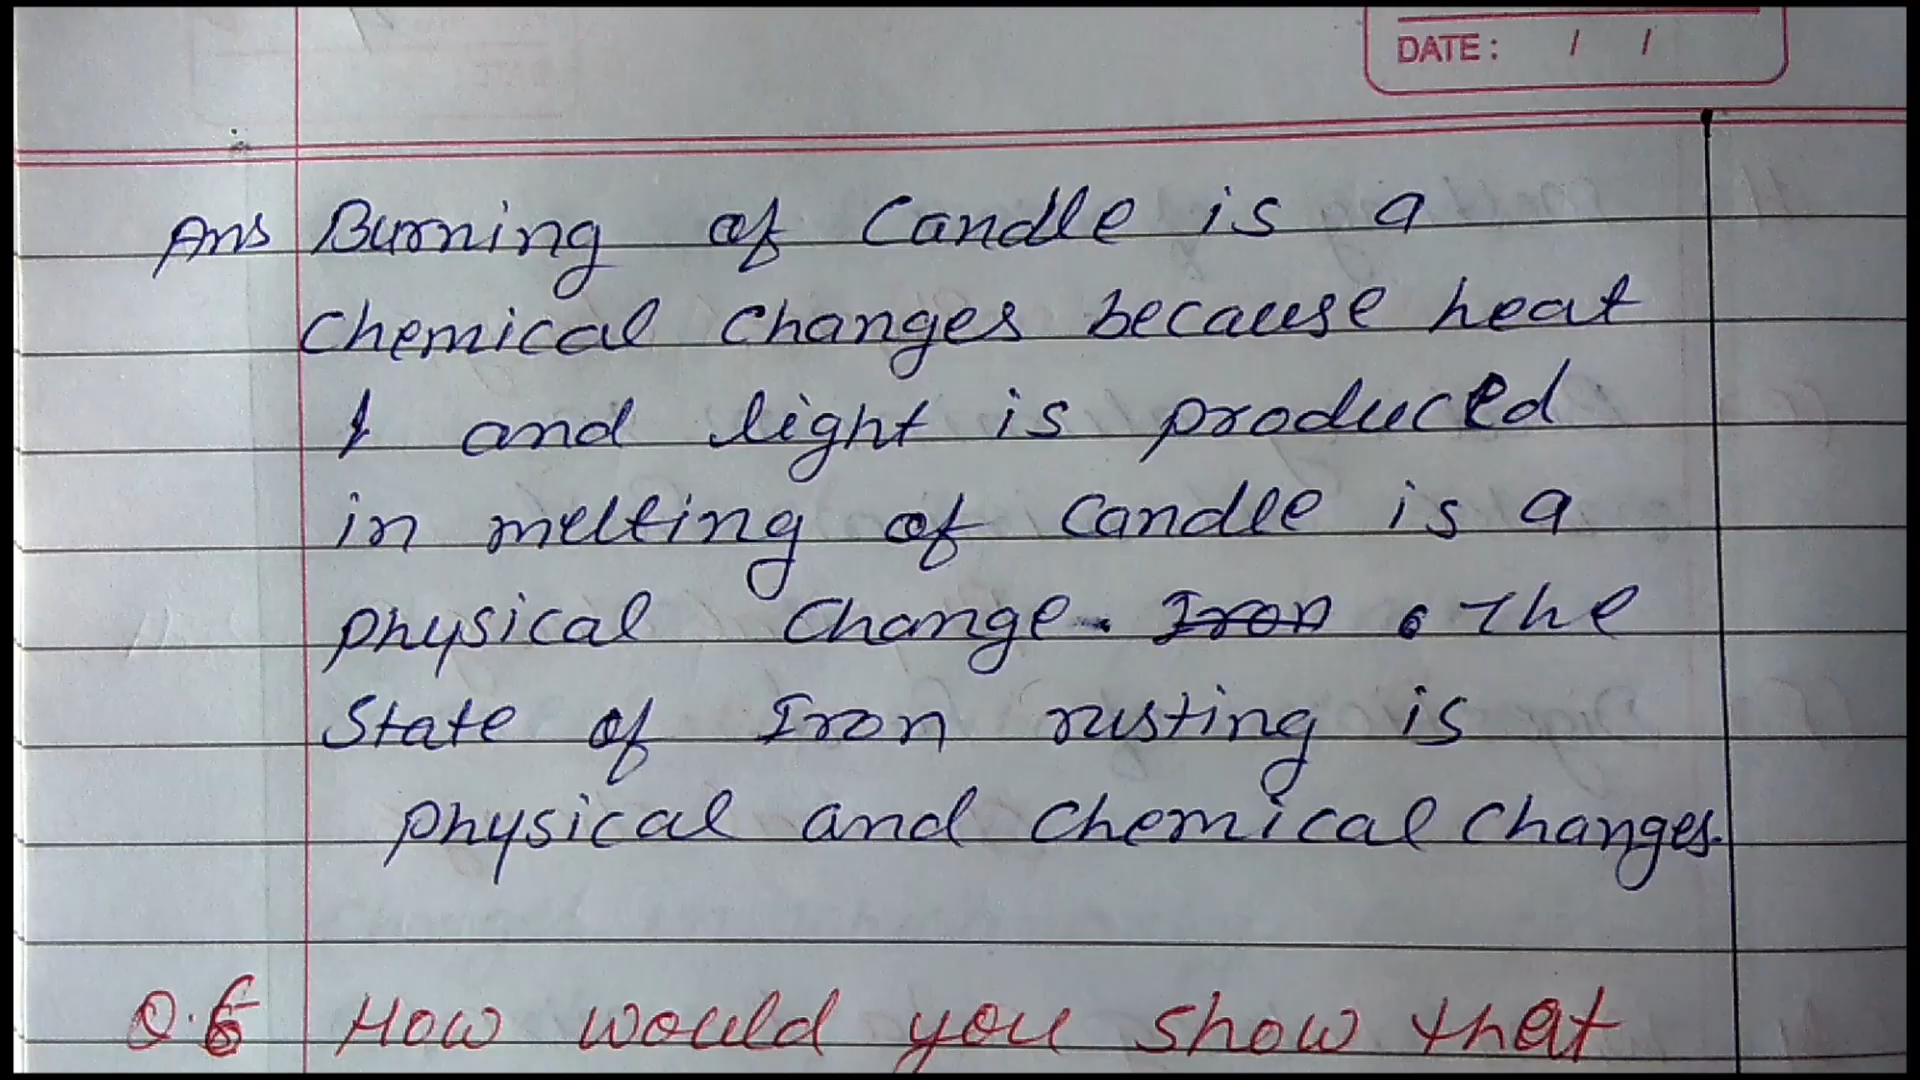 DATE: / /
Ans Burning of Candle is a
Chemical Changes because heat
and light is produced
in melting of Candle is a
physical Change. Iron . The
State of Iron rusting is
physical and Chemical Changes.
Q.6 How would you show that